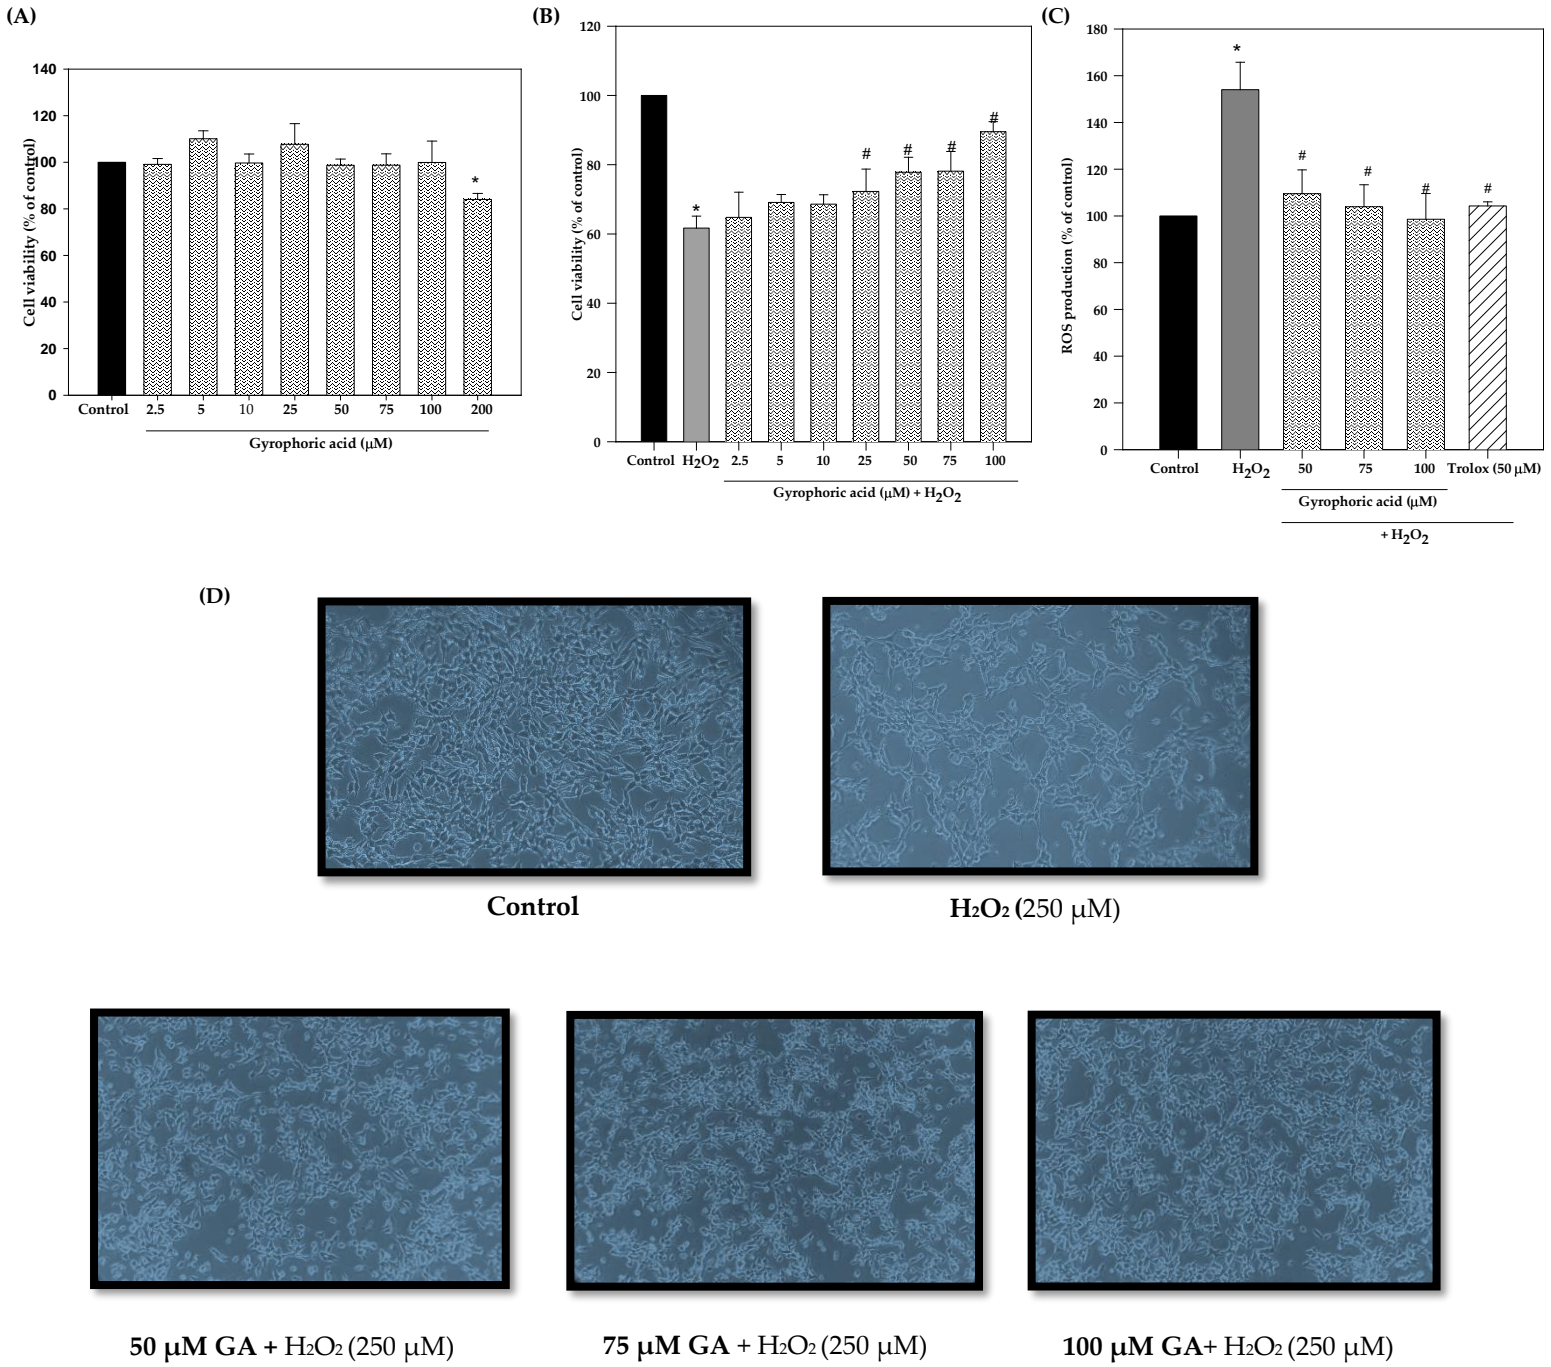 (A)
140
120
100
80
60
40
20
0
Cell viability (% of control)
*
Control 2.5 5 10 25 50 75 100 200
Gyrophoric acid (μM)
(B)
120
100
80
60
40
20
0
Cell viability (% of control)
* # # # #
Control H₂O₂ 2.5 5 10 25 50 75 100
Gyrophoric acid (μM) + H₂O₂
(C)
180
160
140
120
100
80
60
40
20
0
ROS production (% of control)
* # # # #
Control H₂O₂ 50 75 100 Trolox (50 μM)
Gyrophoric acid (μM)
+ H₂O₂
(D)
Control
H₂O₂ (250 μM)
50 μM GA + H₂O₂ (250 μM)
75 μM GA + H₂O₂ (250 μM)
100 μM GA+ H₂O₂ (250 μM)